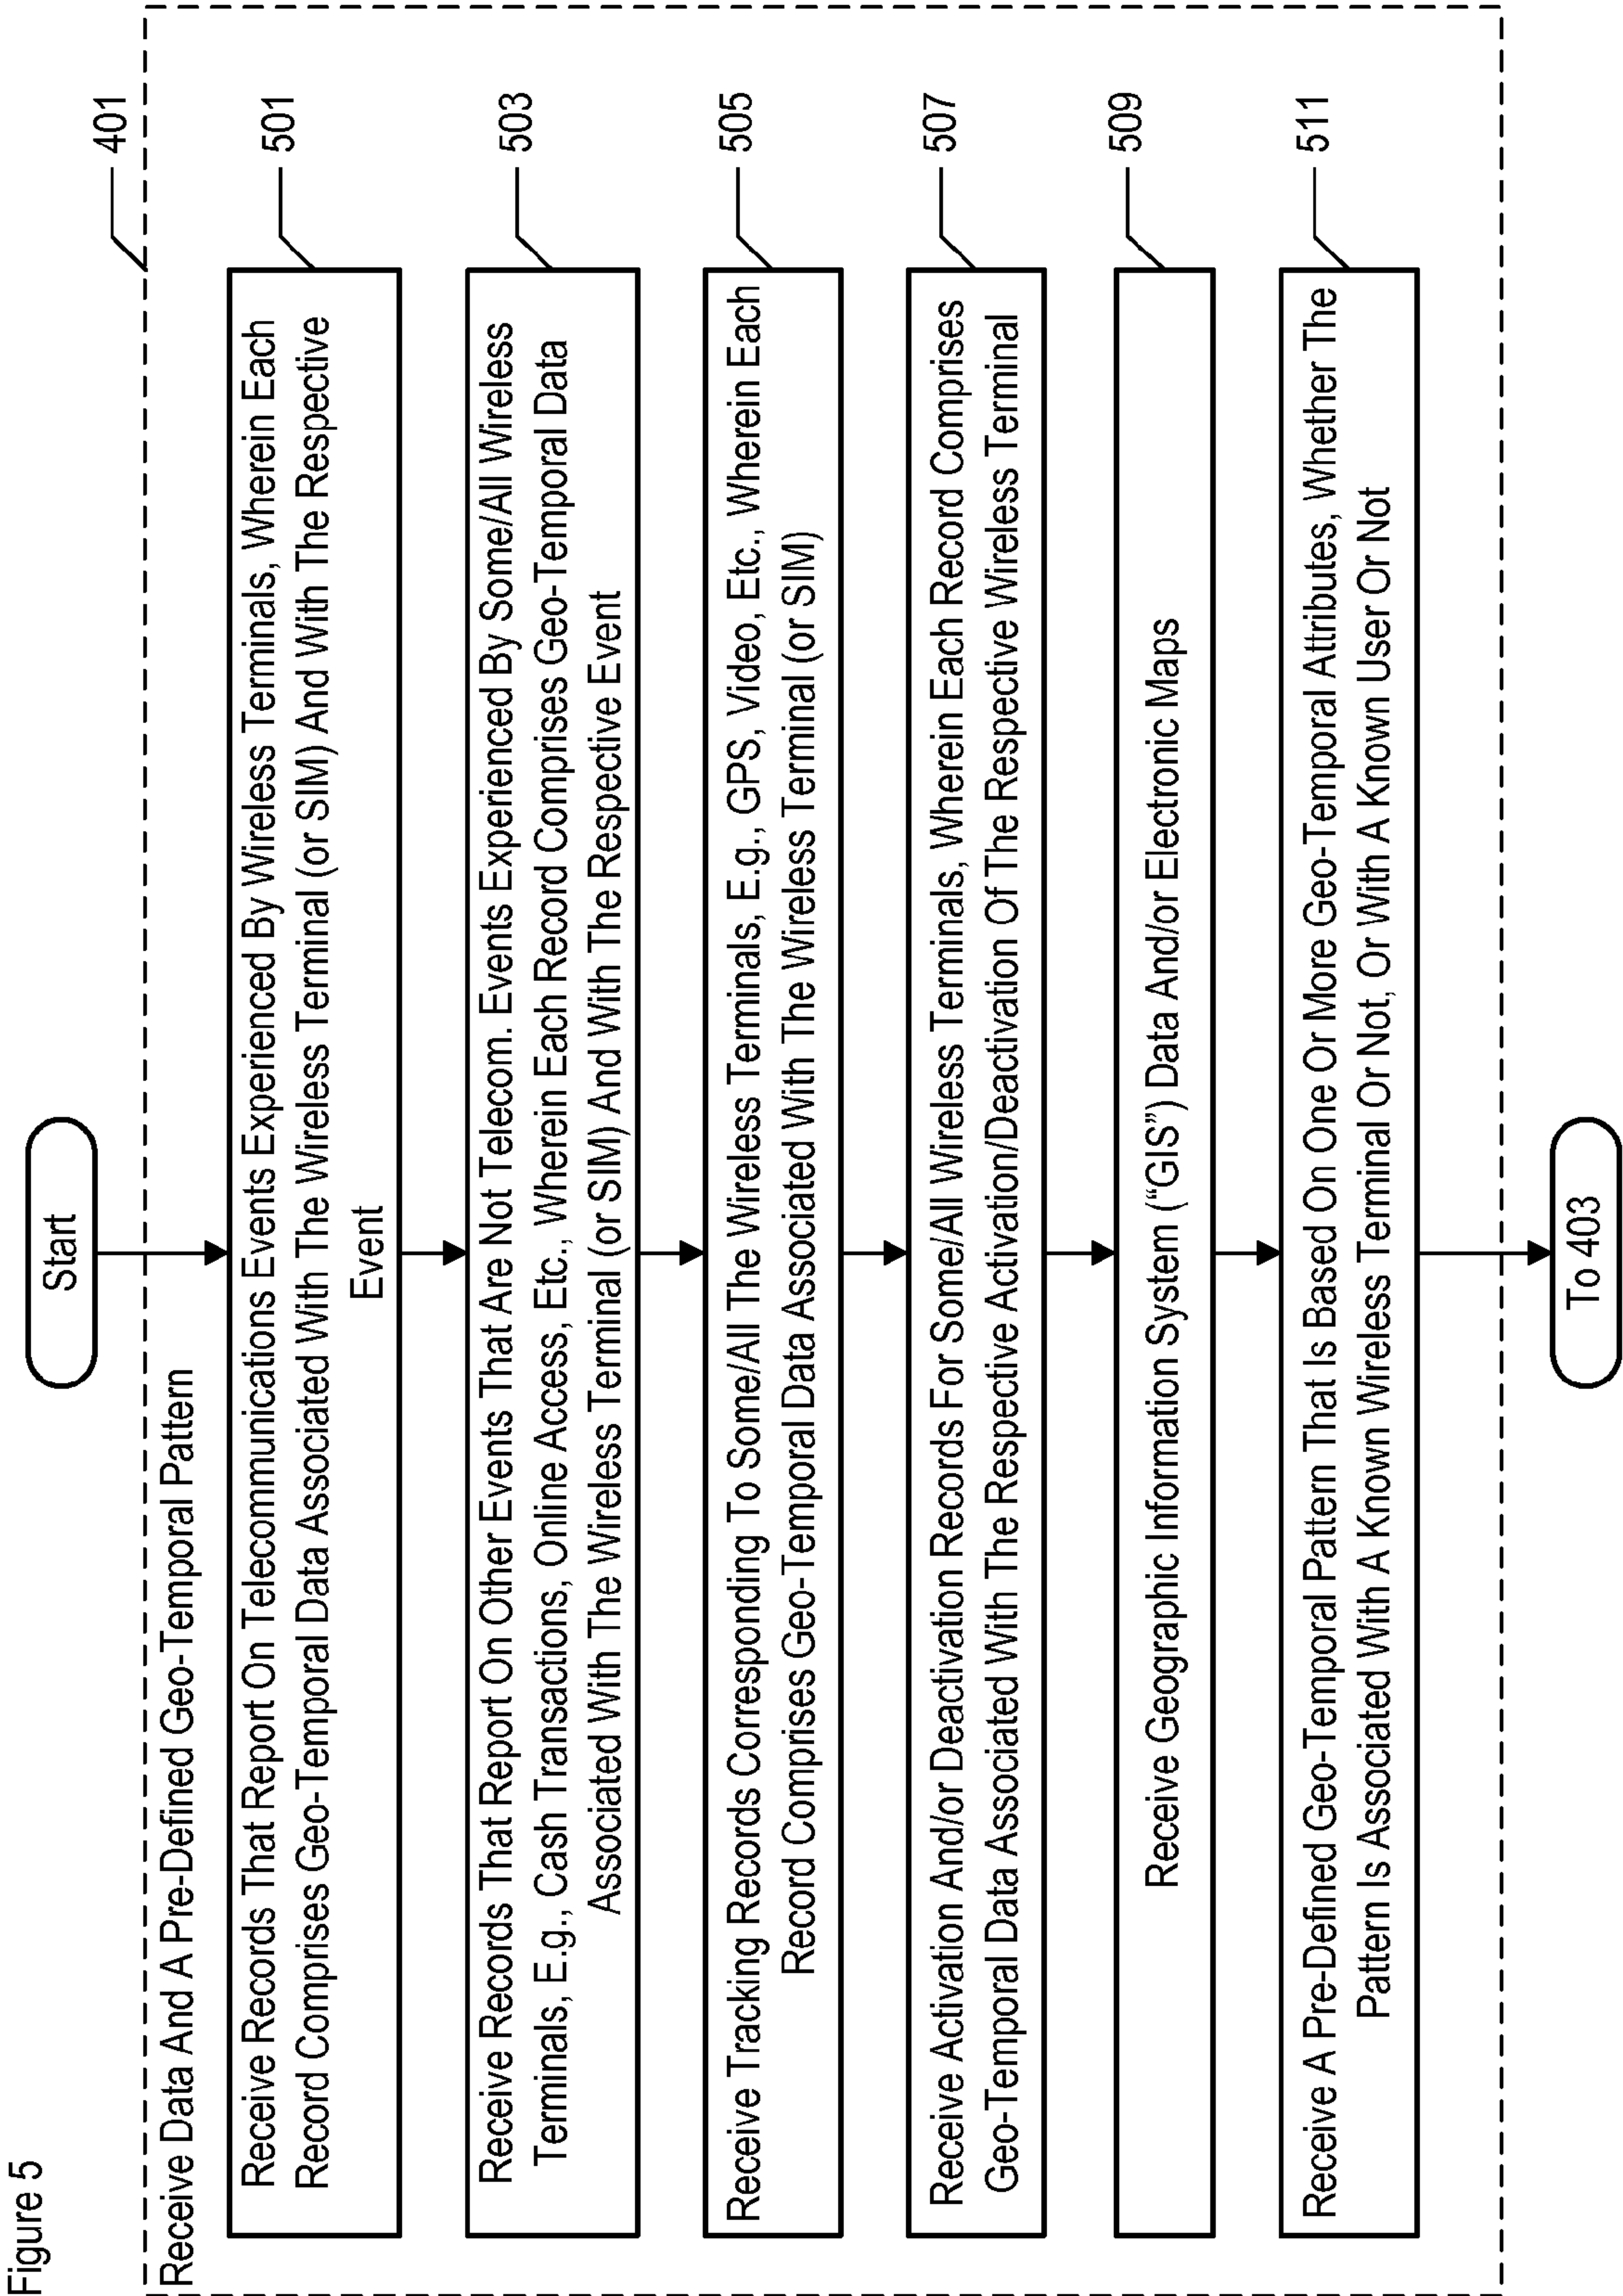 Figure 5
Start
401
Receive Data And A Pre-Defined Geo-Temporal Pattern
501
Receive Records That Report On Telecommunications Events Experienced By Wireless Terminals, Wherein Each
Record Comprises Geo-Temporal Data Associated With The Wireless Terminal (or SIM) And With The Respective
Event
503
Receive Records That Report On Other Events That Are Not Telecom. Events Experienced By Some/All Wireless
Terminals, E.g., Cash Transactions, Online Access, Etc., Wherein Each Record Comprises Geo-Temporal Data
Associated With The Wireless Terminal (or SIM) And With The Respective Event
505
Receive Tracking Records Corresponding To Some/All The Wireless Terminals, E.g., GPS, Video, Etc., Wherein Each
Record Comprises Geo-Temporal Data Associated With The Wireless Terminal (or SIM)
507
Receive Activation And/or Deactivation Records For Some/All Wireless Terminals, Wherein Each Record Comprises
Geo-Temporal Data Associated With The Respective Activation/Deactivation Of The Respective Wireless Terminal
509
Receive Geographic Information System (“GIS”) Data And/or Electronic Maps
511
Receive A Pre-Defined Geo-Temporal Pattern That Is Based On One Or More Geo-Temporal Attributes, Whether The
Pattern Is Associated With A Known Wireless Terminal Or Not, Or With A Known User Or Not
To 403